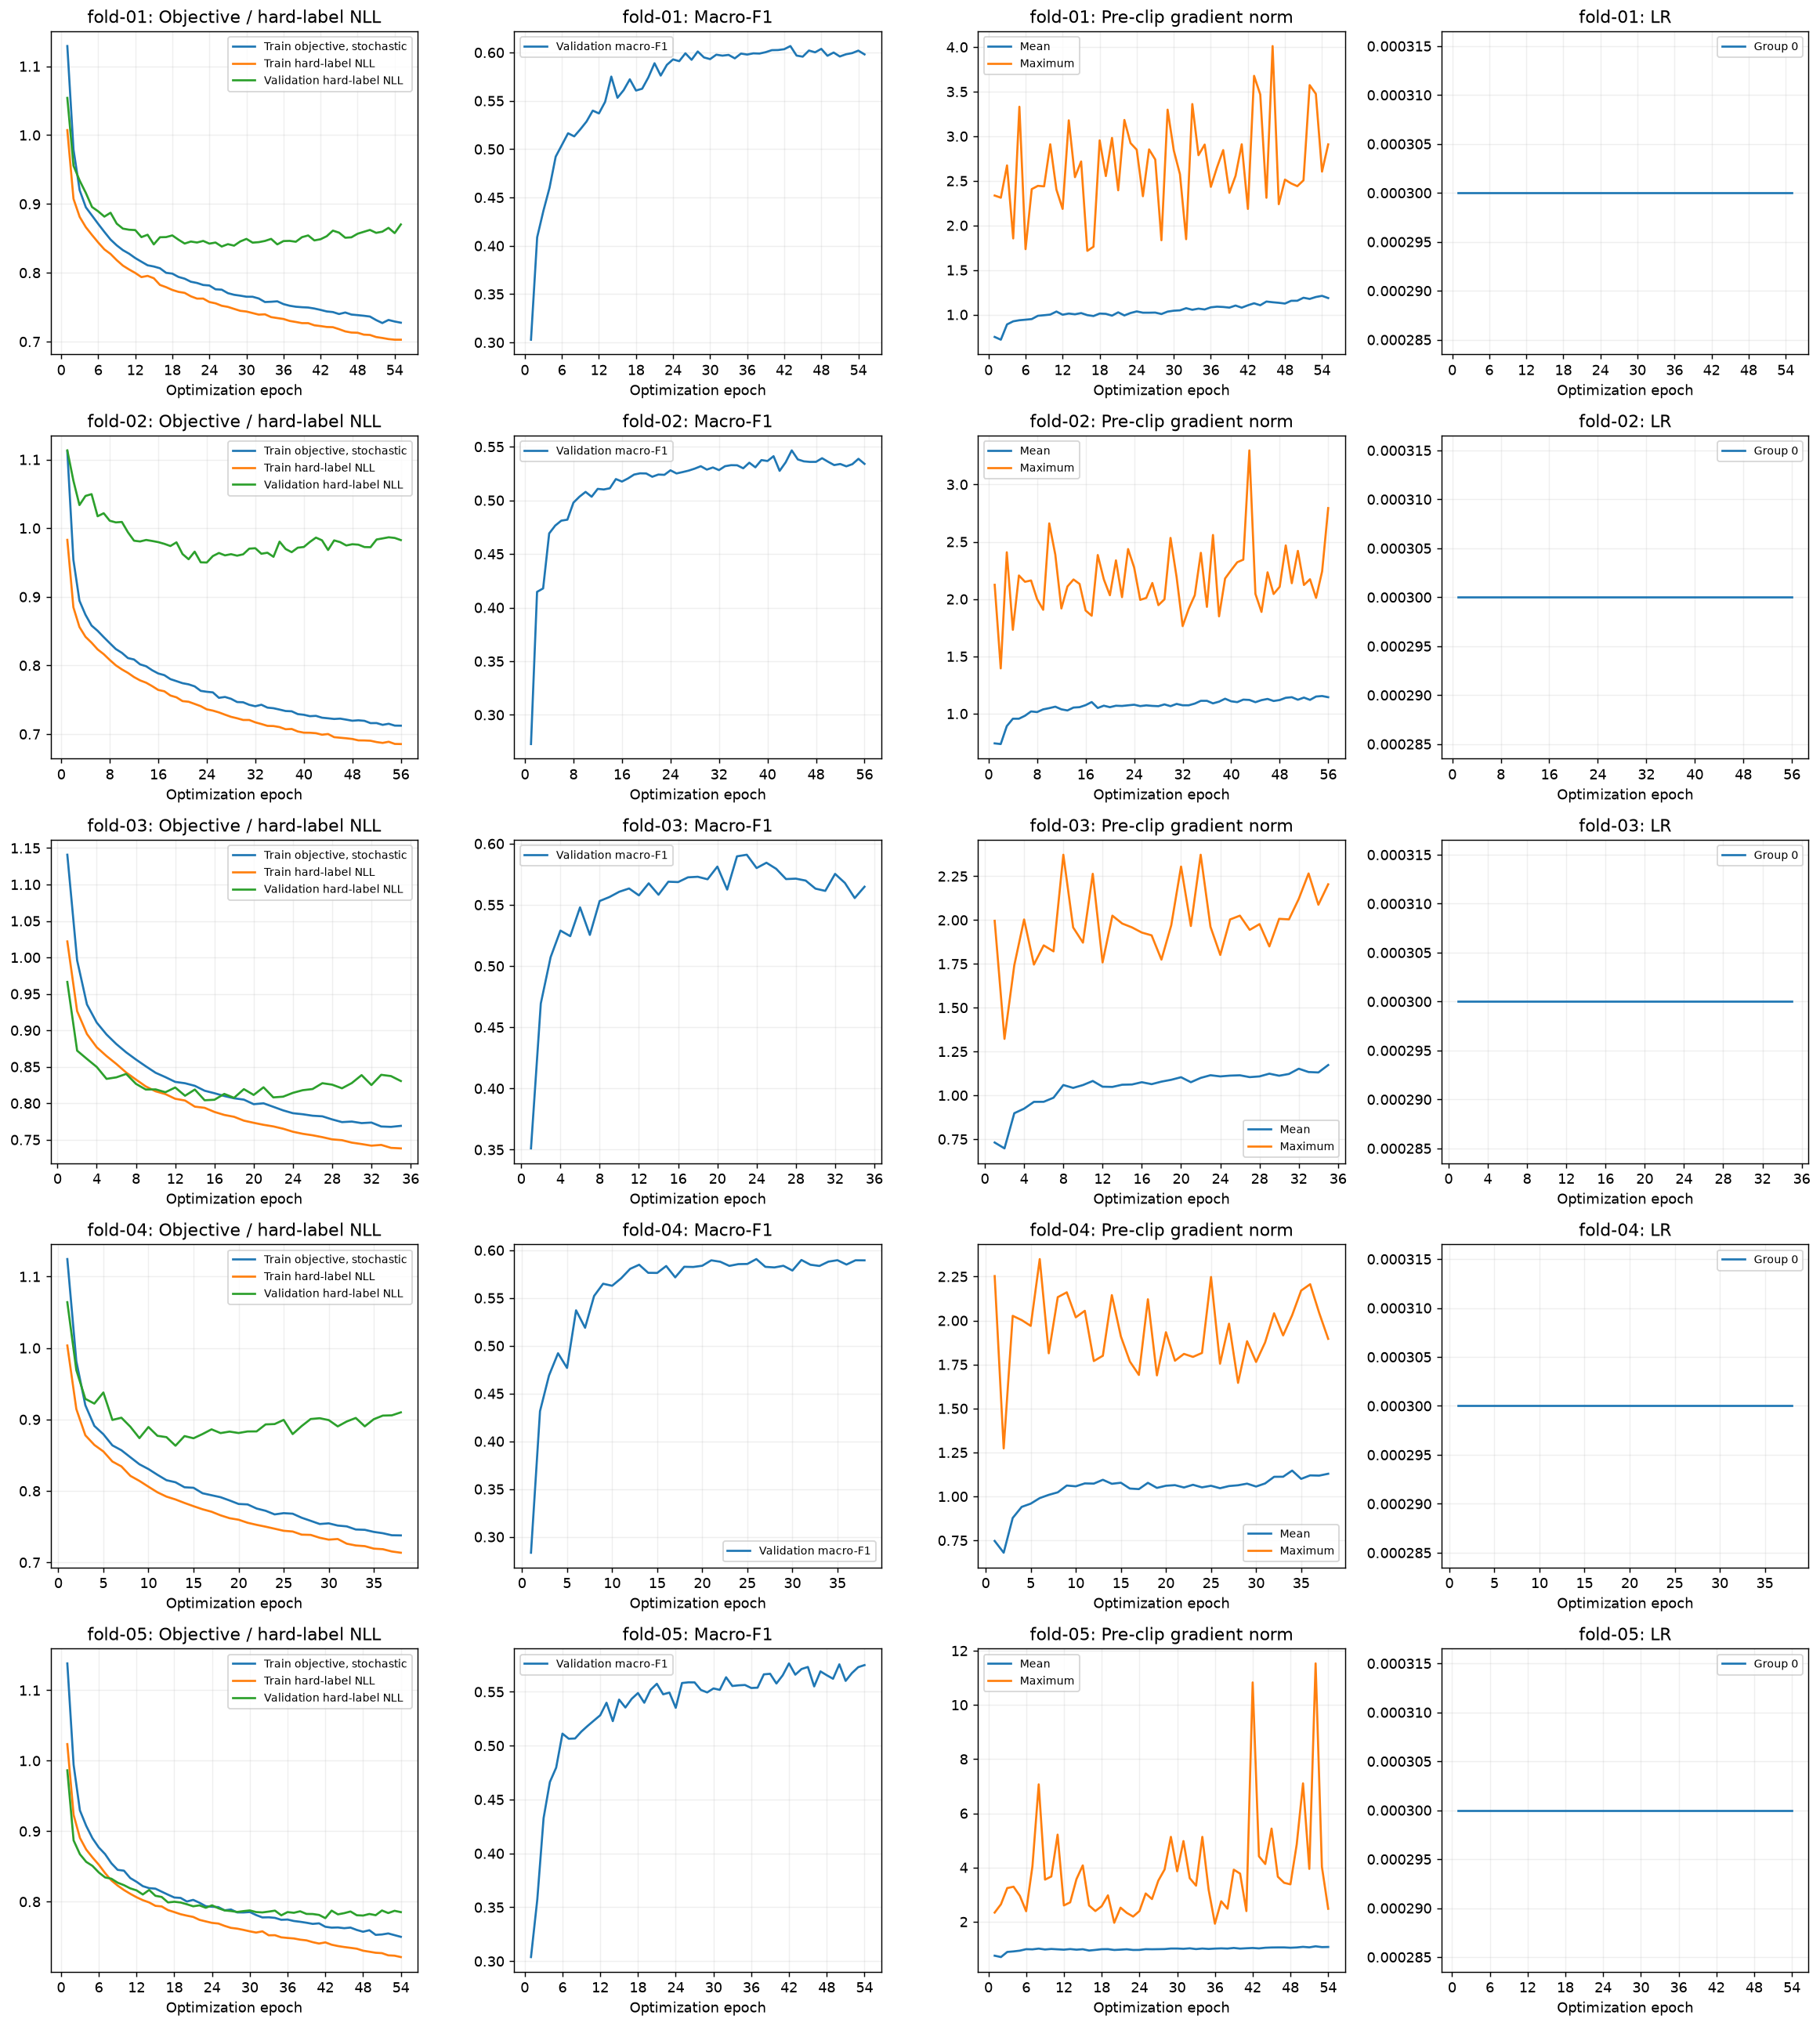 fold-01: Objective / hard-label NLL
Train objective, stochastic
Train hard-label NLL
Validation hard-label NLL
1.1
1.0
0.9
0.8
0.7
0 6 12 18 24 30 36 42 48 54
Optimization epoch
fold-01: Macro-F1
Validation macro-F1
0.60
0.55
0.50
0.45
0.40
0.35
0.30
0 6 12 18 24 30 36 42 48 54
Optimization epoch
fold-01: Pre-clip gradient norm
Mean
Maximum
4.0
3.5
3.0
2.5
2.0
1.5
1.0
0 6 12 18 24 30 36 42 48 54
Optimization epoch
fold-01: LR
Group 0
0.000315
0.000310
0.000305
0.000300
0.000295
0.000290
0.000285
0 6 12 18 24 30 36 42 48 54
Optimization epoch
fold-02: Objective / hard-label NLL
Train objective, stochastic
Train hard-label NLL
Validation hard-label NLL
1.1
1.0
0.9
0.8
0.7
0 8 16 24 32 40 48 56
Optimization epoch
fold-02: Macro-F1
Validation macro-F1
0.55
0.50
0.45
0.40
0.35
0.30
0 8 16 24 32 40 48 56
Optimization epoch
fold-02: Pre-clip gradient norm
Mean
Maximum
3.0
2.5
2.0
1.5
1.0
0 8 16 24 32 40 48 56
Optimization epoch
fold-02: LR
Group 0
0.000315
0.000310
0.000305
0.000300
0.000295
0.000290
0.000285
0 8 16 24 32 40 48 56
Optimization epoch
fold-03: Objective / hard-label NLL
Train objective, stochastic
Train hard-label NLL
Validation hard-label NLL
1.15
1.10
1.05
1.00
0.95
0.90
0.85
0.80
0.75
0 4 8 12 16 20 24 28 32 36
Optimization epoch
fold-03: Macro-F1
Validation macro-F1
0.60
0.55
0.50
0.45
0.40
0.35
0 4 8 12 16 20 24 28 32 36
Optimization epoch
fold-03: Pre-clip gradient norm
2.25
2.00
1.75
1.50
1.25
1.00
0.75
Mean
Maximum
0 4 8 12 16 20 24 28 32 36
Optimization epoch
fold-03: LR
Group 0
0.000315
0.000310
0.000305
0.000300
0.000295
0.000290
0.000285
0 4 8 12 16 20 24 28 32 36
Optimization epoch
fold-04: Objective / hard-label NLL
Train objective, stochastic
Train hard-label NLL
Validation hard-label NLL
1.1
1.0
0.9
0.8
0.7
0 5 10 15 20 25 30 35
Optimization epoch
fold-04: Macro-F1
0.60
0.55
0.50
0.45
0.40
0.35
0.30
Validation macro-F1
0 5 10 15 20 25 30 35
Optimization epoch
fold-04: Pre-clip gradient norm
2.25
2.00
1.75
1.50
1.25
1.00
0.75
Mean
Maximum
0 5 10 15 20 25 30 35
Optimization epoch
fold-04: LR
Group 0
0.000315
0.000310
0.000305
0.000300
0.000295
0.000290
0.000285
0 5 10 15 20 25 30 35
Optimization epoch
fold-05: Objective / hard-label NLL
Train objective, stochastic
Train hard-label NLL
Validation hard-label NLL
1.1
1.0
0.9
0.8
0 6 12 18 24 30 36 42 48 54
Optimization epoch
fold-05: Macro-F1
Validation macro-F1
0.55
0.50
0.45
0.40
0.35
0.30
0 6 12 18 24 30 36 42 48 54
Optimization epoch
fold-05: Pre-clip gradient norm
Mean
Maximum
12
10
8
6
4
2
0 6 12 18 24 30 36 42 48 54
Optimization epoch
fold-05: LR
Group 0
0.000315
0.000310
0.000305
0.000300
0.000295
0.000290
0.000285
0 6 12 18 24 30 36 42 48 54
Optimization epoch